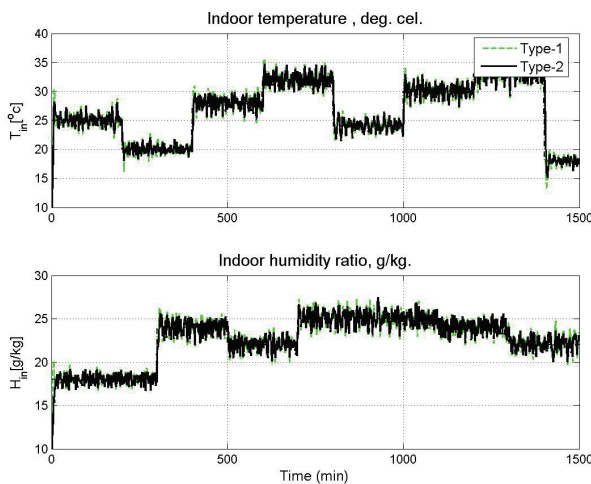 Indoor temperature , deg. cel.
40
35
30
25
20
15
10
T_in[°c]
Type-1
Type-2
0
500
1000
1500
Indoor humidity ratio, g/kg.
30
25
20
15
10
H_in[g/kg]
0
500
1000
1500
Time (min)